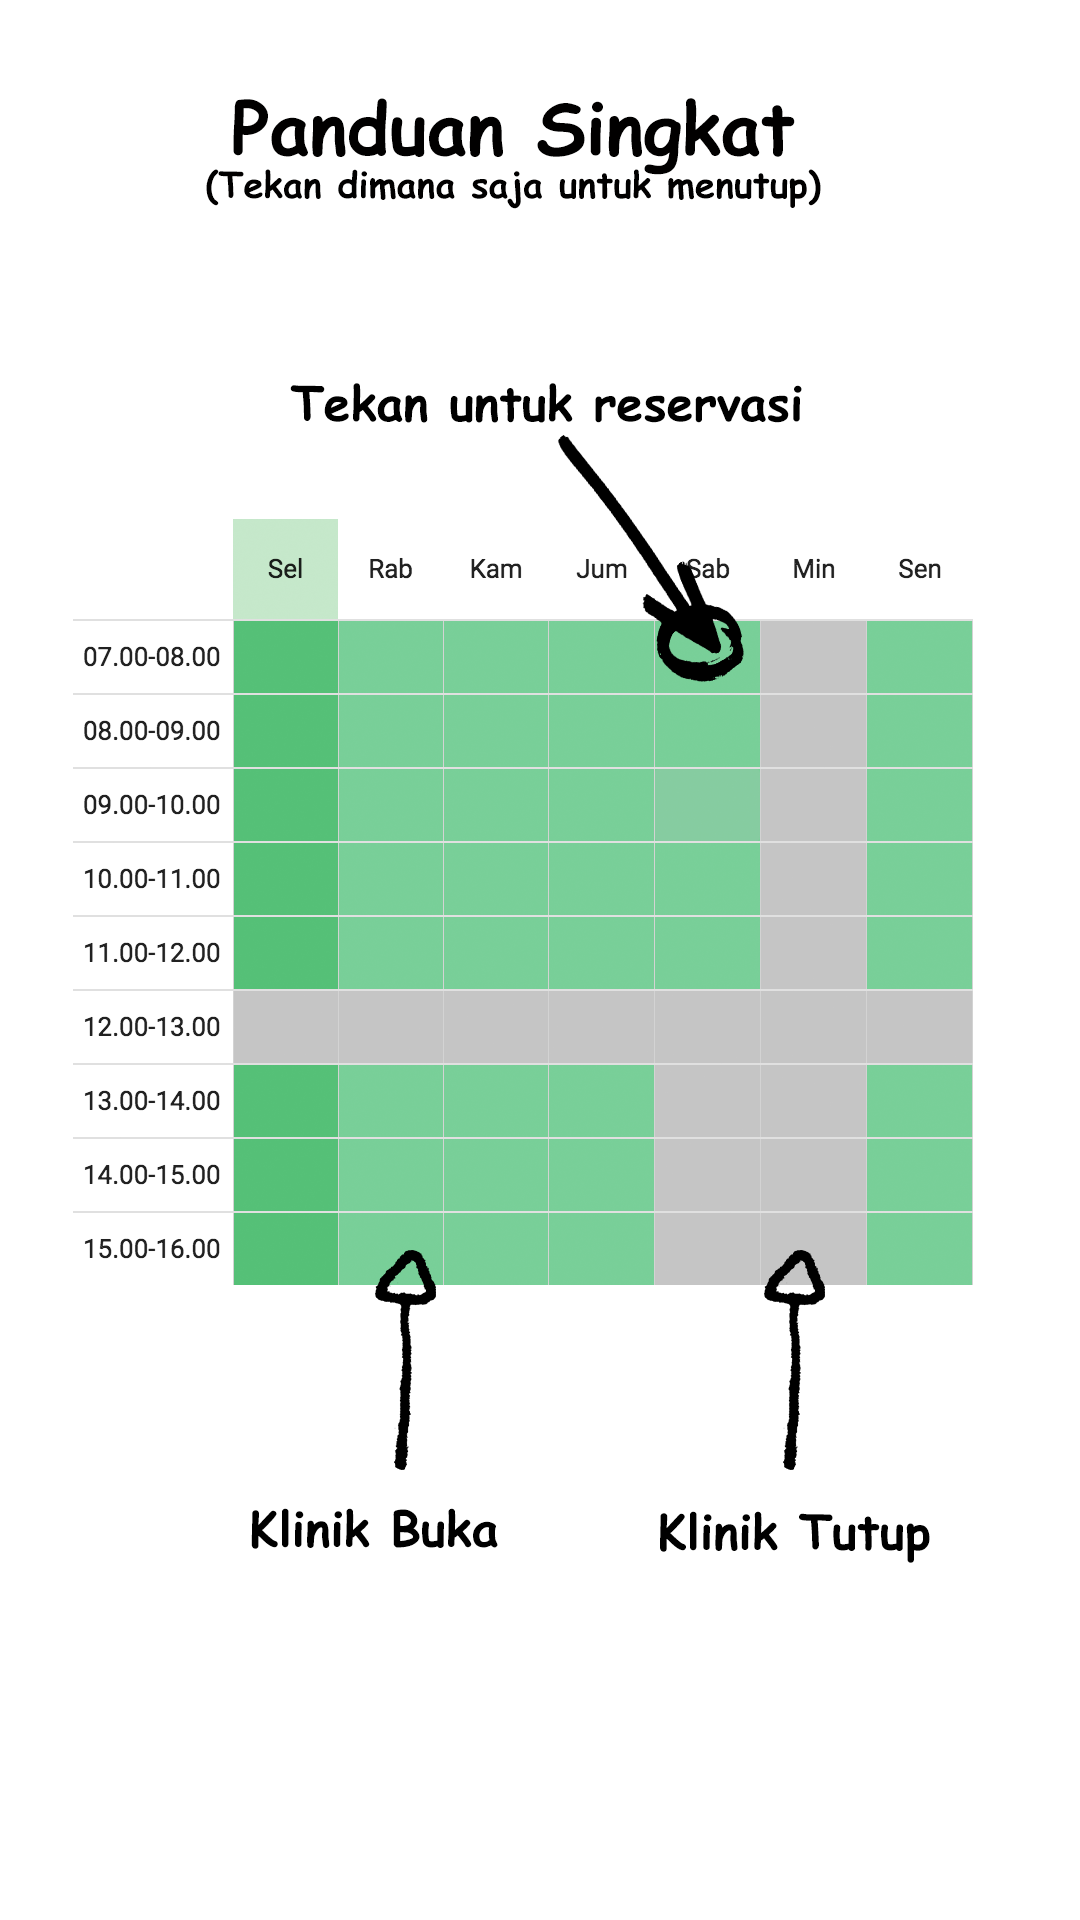 Panduan Singkat
(Tekan dimana saja untuk menutup)
Tekan untuk reservasi
Sel Rab Kam Jum Sab Min Sen
07.00-08.00
08.00-09.00
09.00-10.00
10.00-11.00
11.00-12.00
12.00-13.00
13.00-14.00
14.00-15.00
15.00-16.00
Klinik Buka Klinik Tutup